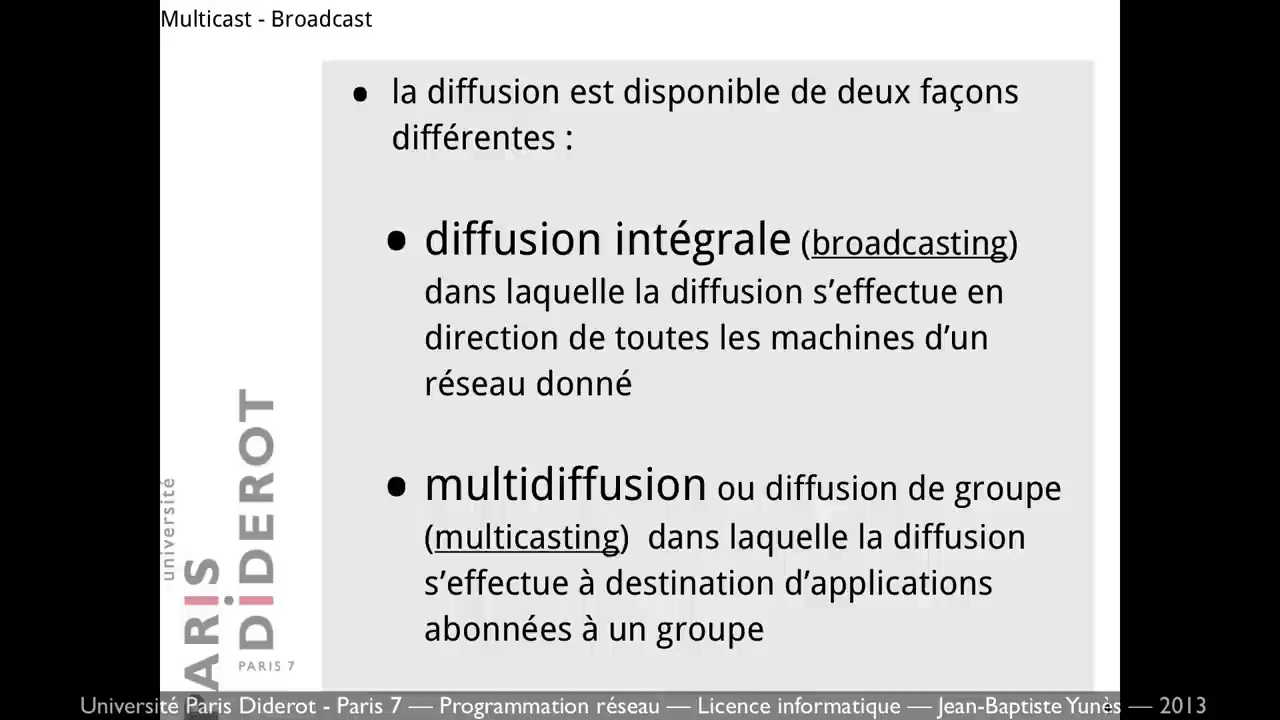 Multicast - Broadcast
• la diffusion est disponible de deux façons
différentes :
• diffusion intégrale (broadcasting)
dans laquelle la diffusion s’effectue en
direction de toutes les machines d’un
réseau donné
• multidiffusion ou diffusion de groupe
(multicasting) dans laquelle la diffusion
s’effectue à destination d’applications
abonnées à un groupe
université
PARIS
DIDEROT
PARIS 7
Université Paris Diderot - Paris 7 — Programmation réseau — Licence informatique — Jean-Baptiste Yunès — 2013